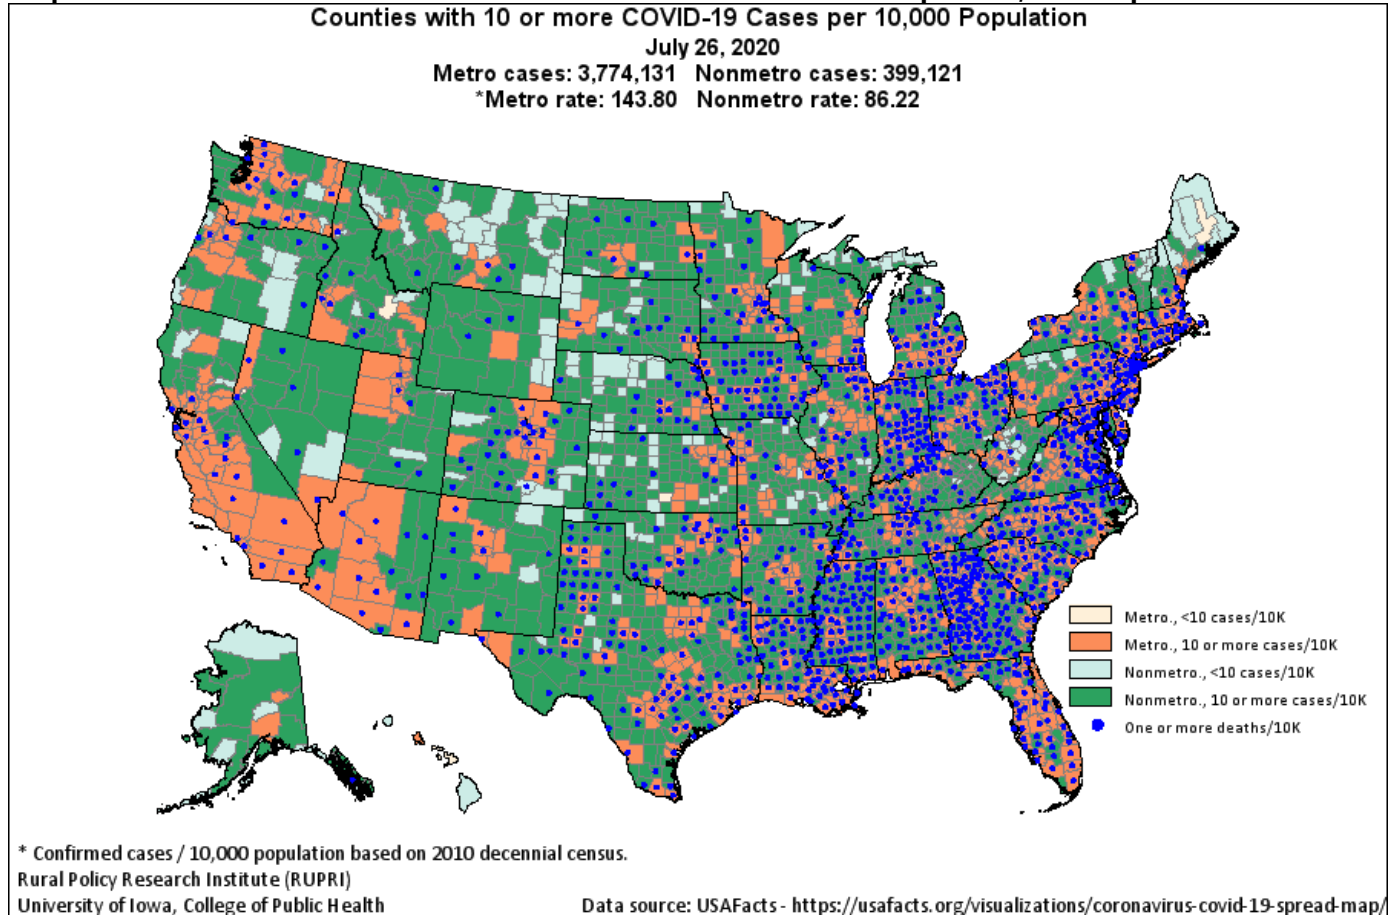 Counties with 10 or more COVID-19 Cases per 10,000 Population
July 26, 2020
Metro cases: 3,774,131 Nonmetro cases: 399,121
*Metro rate: 143.80 Nonmetro rate: 86.22
Metro., <10 cases/10K
Metro., 10 or more cases/10K
Nonmetro., <10 cases/10K
Nonmetro., 10 or more cases/10K
One or more deaths/10K
* Confirmed cases / 10,000 population based on 2010 decennial census.
Rural Policy Research Institute (RUPRI)
University of Iowa, College of Public Health
Data source: USAFacts - https://usafacts.org/visualizations/coronavirus-covid-19-spread-map/